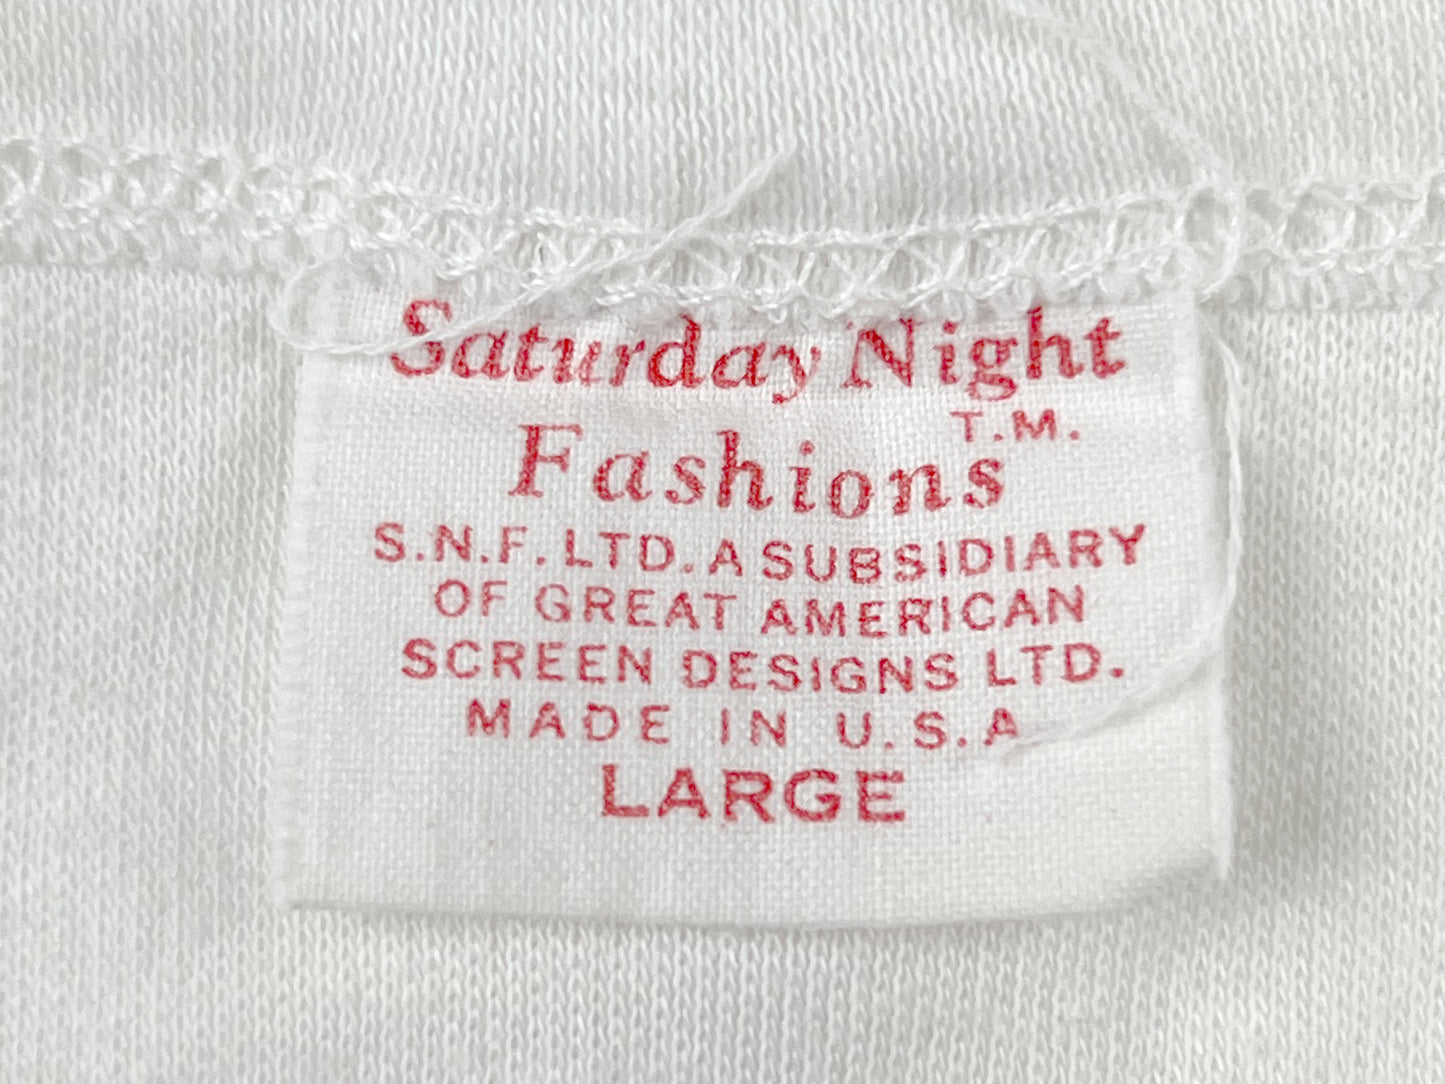 Saturday Night
T.M.
Fashions
S.N.F. LTD. A SUBSIDIARY
OF GREAT AMERICAN
SCREEN DESIGNS LTD.
MADE IN U.S.A
LARGE